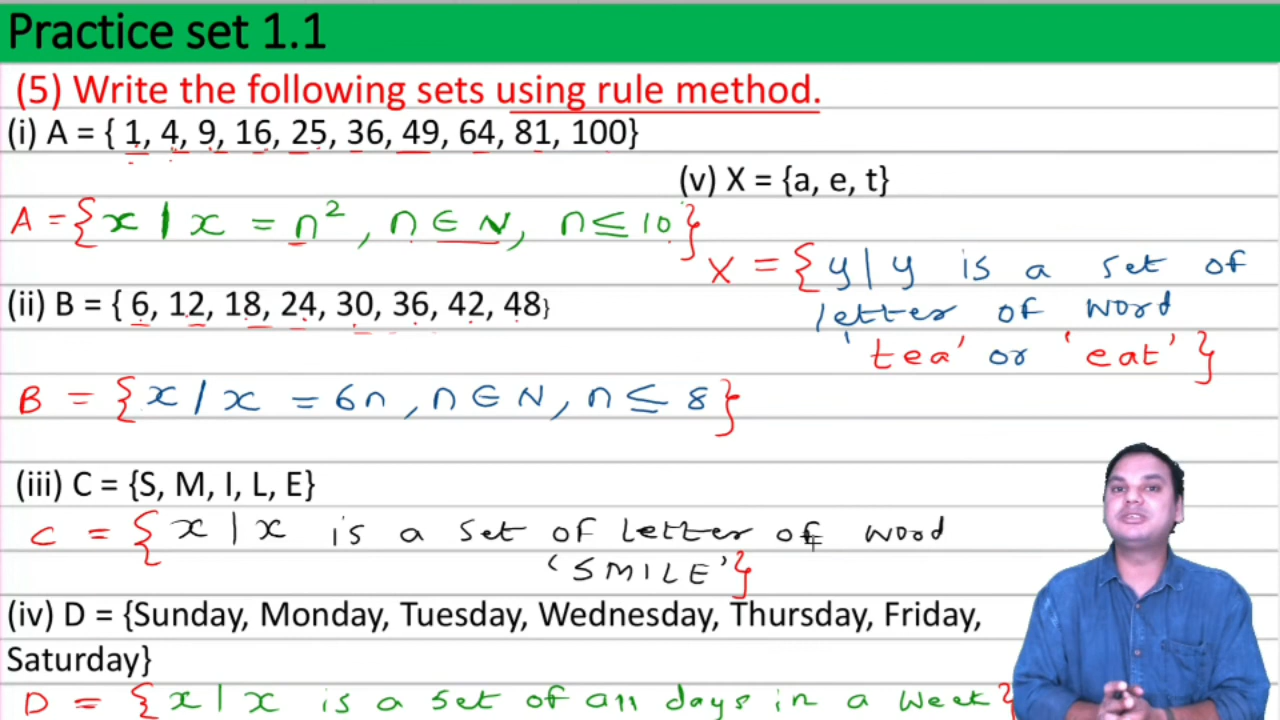 Practice set 1.1
(5) Write the following sets using rule method.
(i) A = { 1, 4, 9, 16, 25, 36, 49, 64, 81, 100}
A = {x | x = n², n ∈ N, n ≤ 10}
(ii) B = { 6, 12, 18, 24, 30, 36, 42, 48}
B = {x / x = 6n, n ∈ N, n ≤ 8}
(iii) C = {S, M, I, L, E}
C = {x | x is a set of letter of word
'SMILE'}
(iv) D = {Sunday, Monday, Tuesday, Wednesday, Thursday, Friday,
Saturday}
D = {x | x is a set of all days in a week}
(v) X = {a, e, t}
X = {y | y is a set of
letter of word
'tea' or 'eat'}